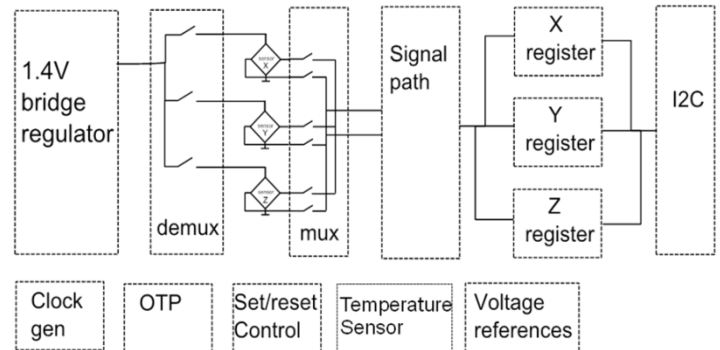 1.4V
bridge
regulator
demux
sensor
X
sensor
Y
sensor
Z
mux
Signal
path
X
register
Y
register
Z
register
I2C
Clock
gen
OTP
Set/reset
Control
Temperature
Sensor
Voltage
references